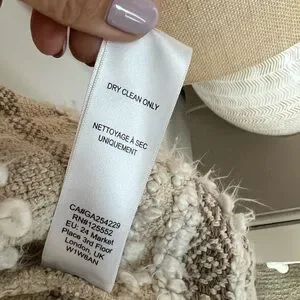 DRY CLEAN ONLY
NETTOYAGE À SEC
UNIQUEMENT
CA#GA254229
RN#125552
EU: 24 Market
Place 3rd Floor
London, UK
W1W8AN